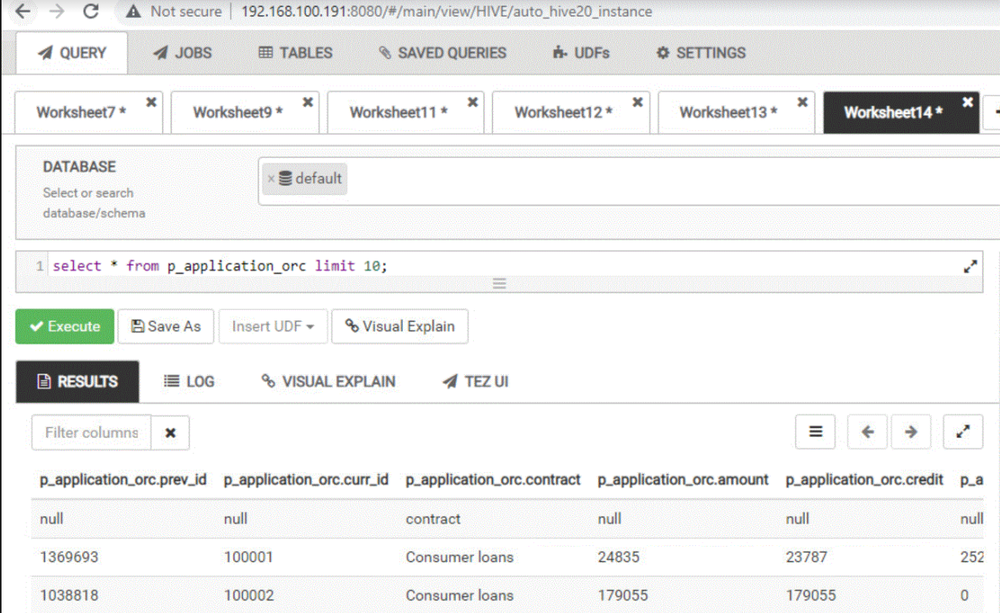 Not secure | 192.168.100.191:8080/#/main/view/HIVE/auto_hive20_instance
QUERY JOBS TABLES SAVED QUERIES UDFs SETTINGS
Worksheet7 * Worksheet9 * Worksheet11 * Worksheet12 * Worksheet13 * Worksheet14 *
DATABASE
Select or search
database/schema
× default
1 select * from p_application_orc limit 10;
Execute Save As Insert UDF Visual Explain
RESULTS LOG VISUAL EXPLAIN TEZ UI
Filter columns
p_application_orc.prev_id p_application_orc.curr_id p_application_orc.contract p_application_orc.amount p_application_orc.credit p_a
null null contract null null null
1369693 100001 Consumer loans 24835 23787 252
1038818 100002 Consumer loans 179055 179055 0